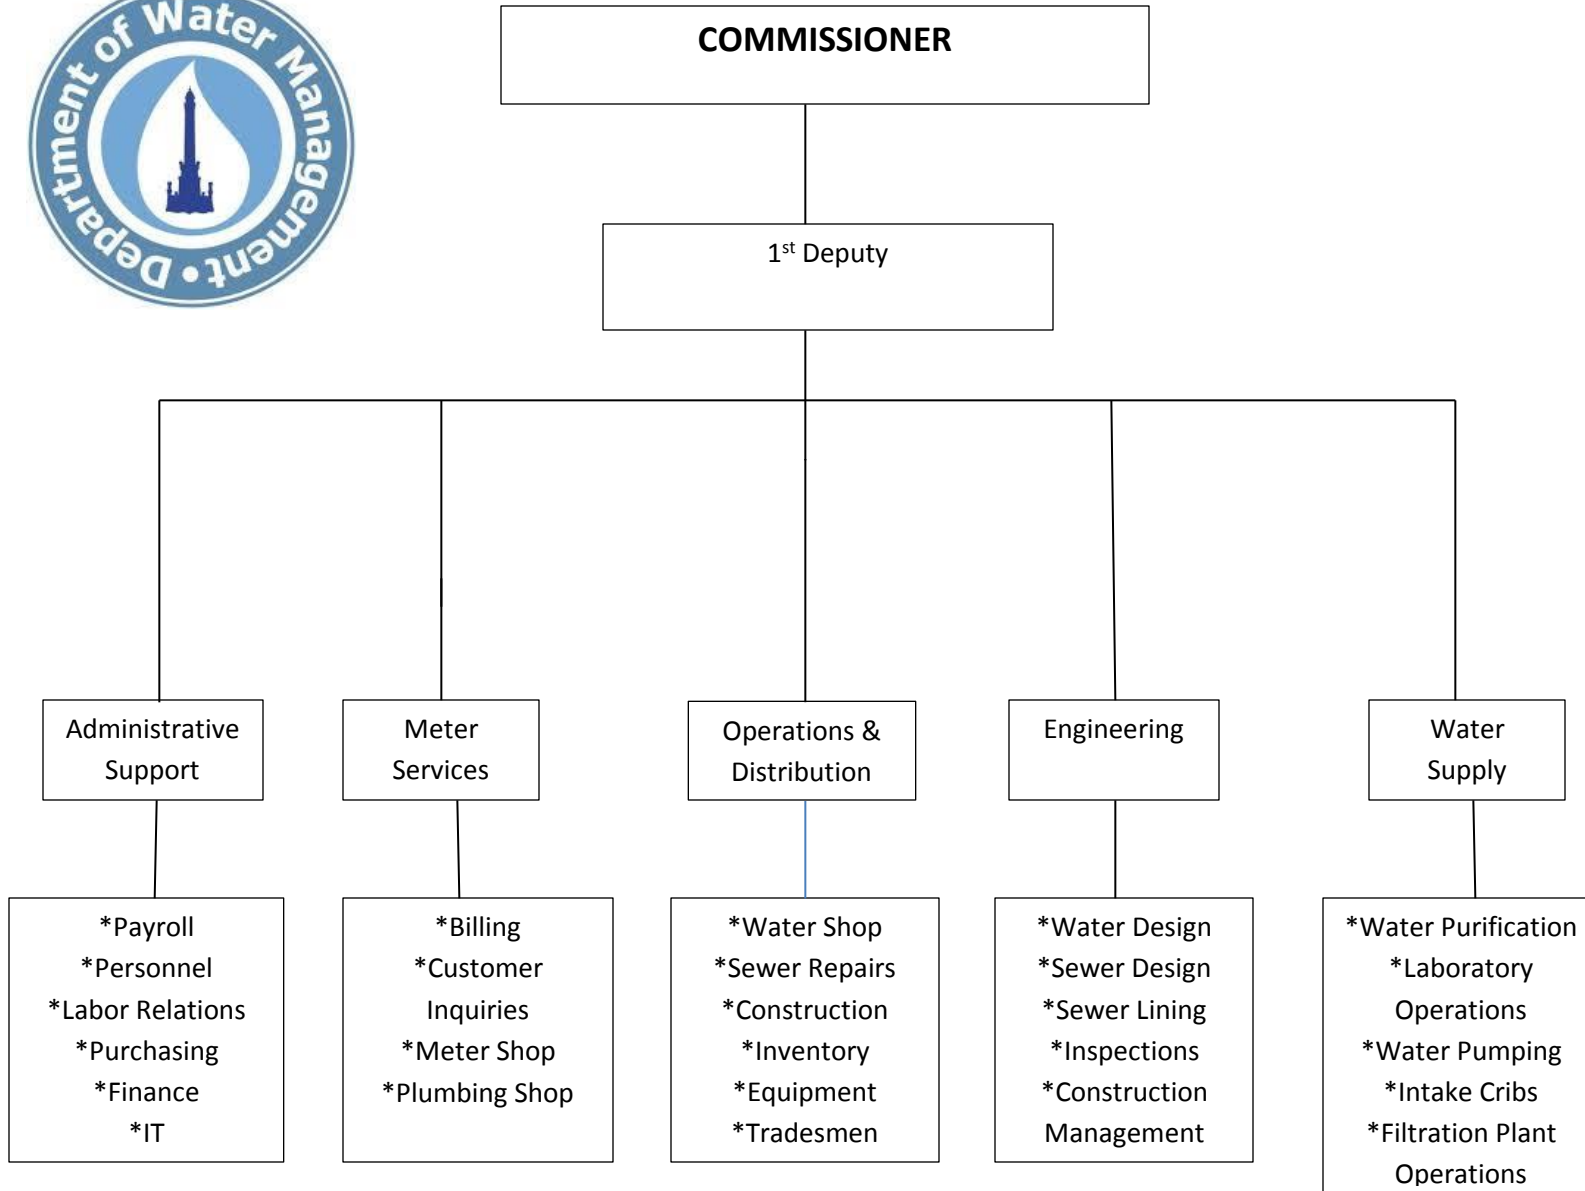 Department of Water Management •
COMMISSIONER
1st Deputy
Administrative
Support
Meter
Services
Operations &
Distribution
Engineering
Water
Supply
*Payroll
*Personnel
*Labor Relations
*Purchasing
*Finance
*IT
*Billing
*Customer
Inquiries
*Meter Shop
*Plumbing Shop
*Water Shop
*Sewer Repairs
*Construction
*Inventory
*Equipment
*Tradesmen
*Water Design
*Sewer Design
*Sewer Lining
*Inspections
*Construction
Management
*Water Purification
*Laboratory
Operations
*Water Pumping
*Intake Cribs
*Filtration Plant
Operations